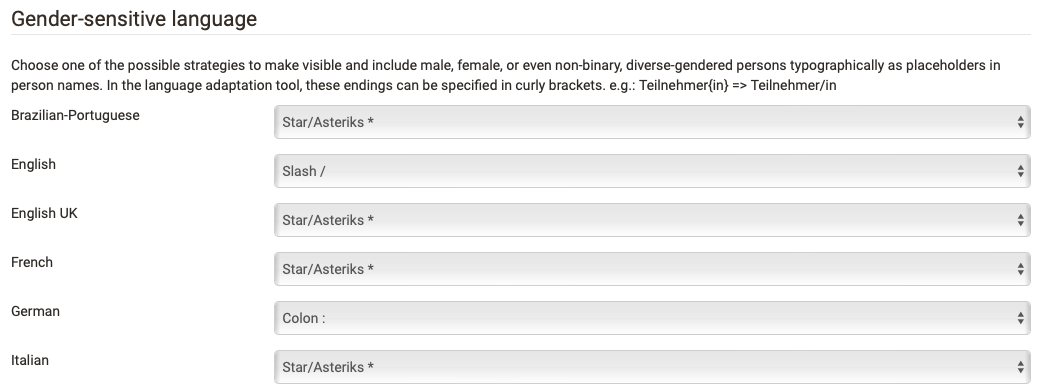 Gender-sensitive language
Choose one of the possible strategies to make visible and include male, female, or even non-binary, diverse-gendered persons typographically as placeholders in
person names. In the language adaptation tool, these endings can be specified in curly brackets. e.g.: Teilnehmer{in} => Teilnehmer/in
Brazilian-Portuguese
Star/Asteriks *
English
Slash /
English UK
Star/Asteriks *
French
Star/Asteriks *
German
Colon :
Italian
Star/Asteriks *